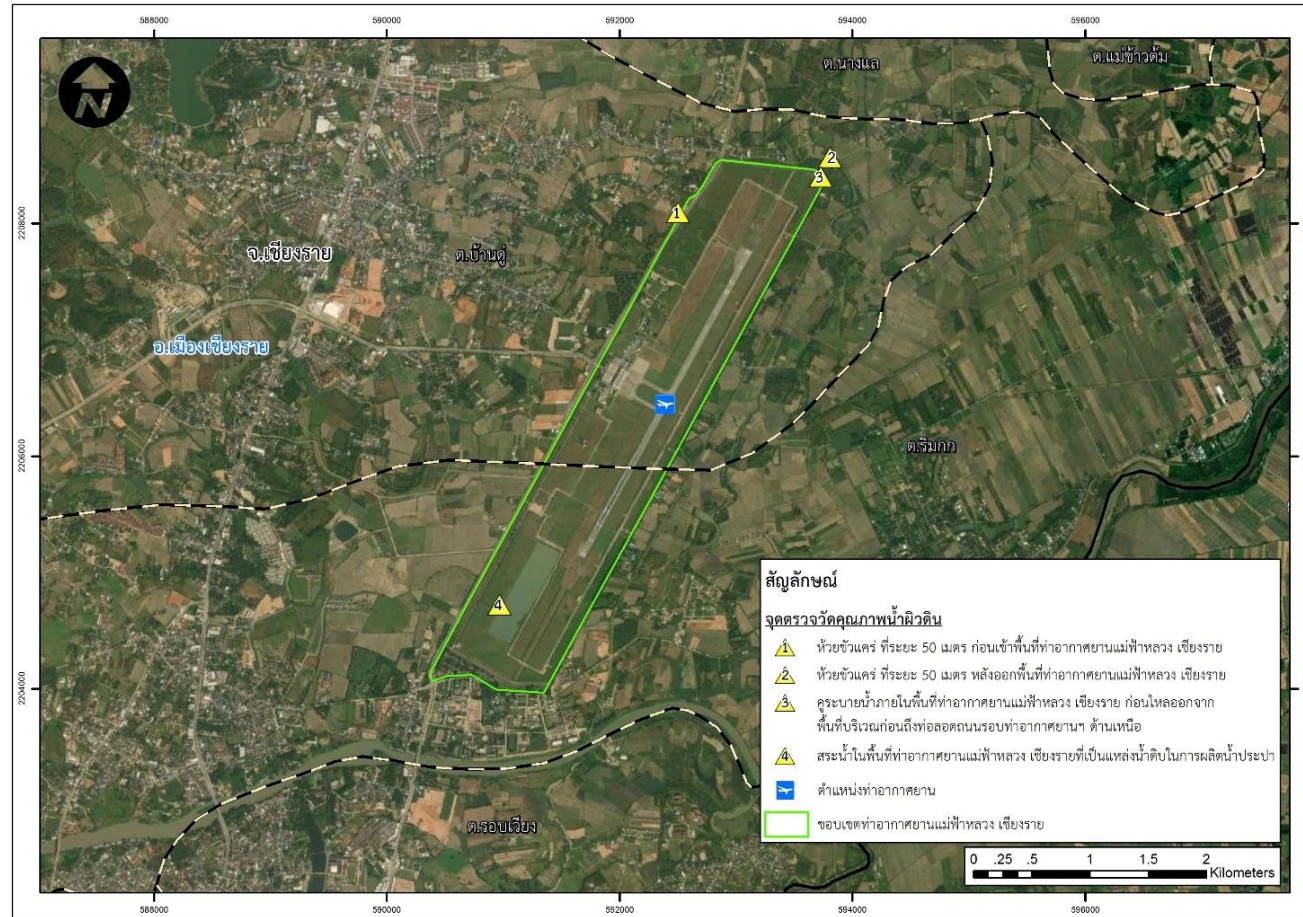 588000
590000
592000
594000
596000
ต.นางแล
ต.แม่ข้าวต้ม
N
2
3
1
2208000
จ.เชียงราย
ต.บ้านดู่
อ.เมืองเชียงราย
ต.ริมกก
2206000
4
2204000
ต.รอบเวียง
สัญลักษณ์
จุดตรวจวัดคุณภาพน้ำผิวดิน
1 ห้วยขัวแคร่ ที่ระยะ 50 เมตร ก่อนเข้าพื้นที่ท่าอากาศยานแม่ฟ้าหลวง เชียงราย
2 ห้วยขัวแคร่ ที่ระยะ 50 เมตร หลังออกพื้นที่ท่าอากาศยานแม่ฟ้าหลวง เชียงราย
3 คูระบายน้ำภายในพื้นที่ท่าอากาศยานแม่ฟ้าหลวง เชียงราย ก่อนไหลออกจาก
พื้นที่บริเวณก่อนถึงท่อลอดถนนรอบท่าอากาศยานฯ ด้านเหนือ
4 สระน้ำในพื้นที่ท่าอากาศยานแม่ฟ้าหลวง เชียงรายที่เป็นแหล่งน้ำดิบในการผลิตน้ำประปา
ตำแหน่งท่าอากาศยาน
ขอบเขตท่าอากาศยานแม่ฟ้าหลวง เชียงราย
0 .25 .5 1 1.5 2
Kilometers
588000
590000
592000
594000
596000